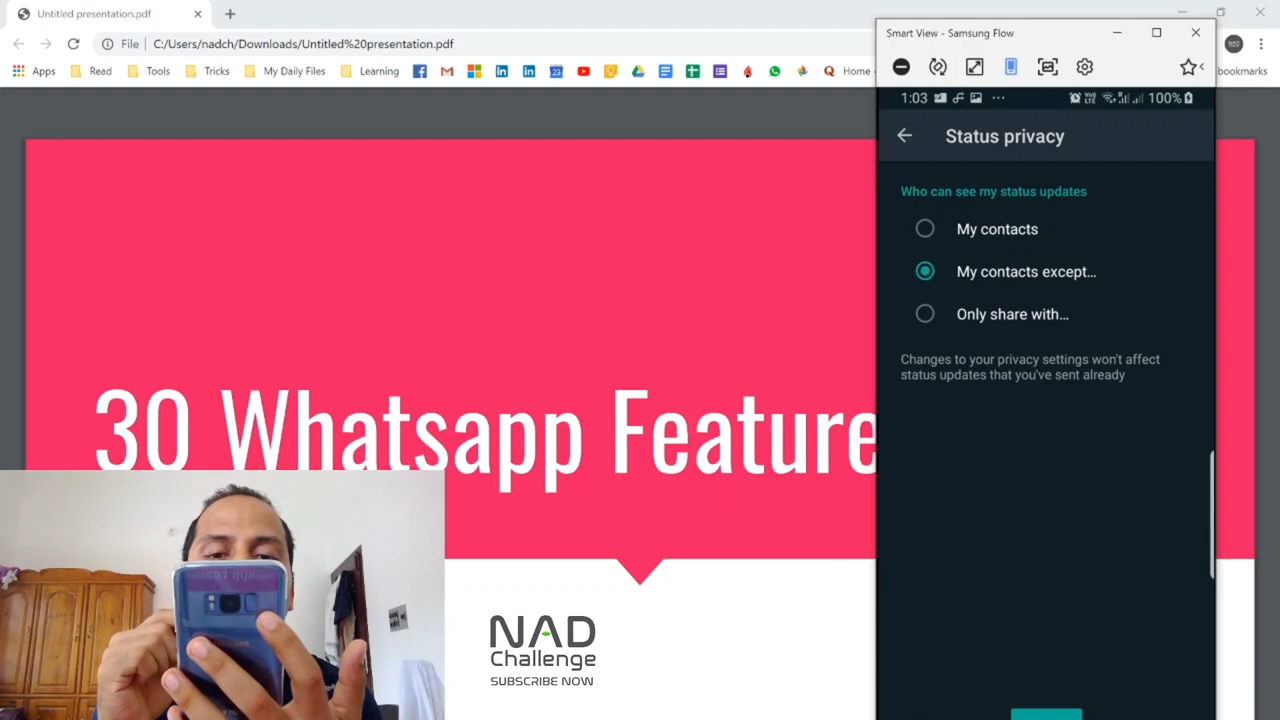 Untitled presentation.pdf
File
C:/Users/nadch/Downloads/Untitled%20presentation.pdf
Apps
Read
Tools
Tricks
My Daily Files
Learning
Home
bookmarks
Smart View - Samsung Flow
1:03
100%
Status privacy
Who can see my status updates
My contacts
My contacts except...
Only share with...
Changes to your privacy settings won't affect
status updates that you've sent already
30 Whatsapp Feature
NAD
Challenge
SUBSCRIBE NOW